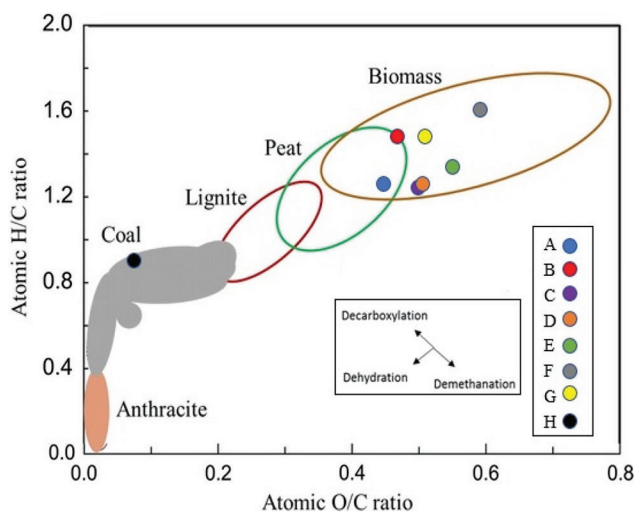 2.0
1.6
1.2
0.8
0.4
0.0
Atomic H/C ratio
Biomass
Peat
Lignite
Coal
Anthracite
Decarboxylation
Dehydration
Demethanation
A
B
C
D
E
F
G
H
0.0 0.2 0.4 0.6 0.8
Atomic O/C ratio